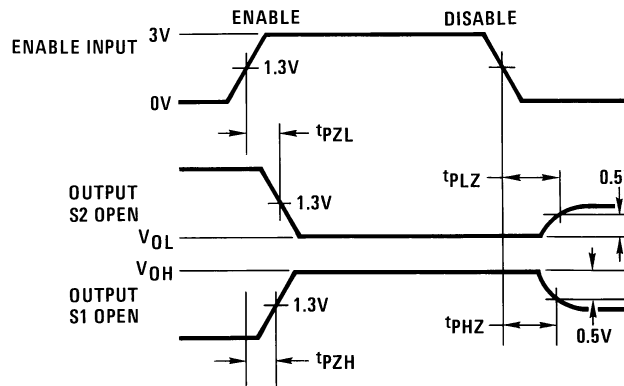 ENABLE
DISABLE
ENABLE INPUT
3V
1.3V
0V
tPZL
tPLZ
0.5
OUTPUT
S2 OPEN
1.3V
VOL
VOH
OUTPUT
S1 OPEN
1.3V
tPHZ
0.5V
tPZH